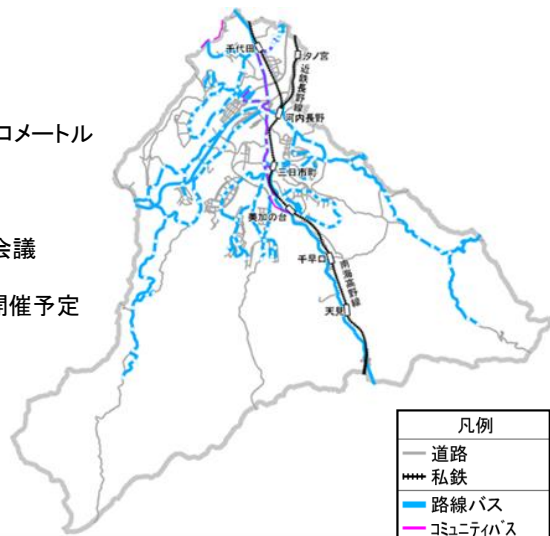 千代田
汐ノ宮
近鉄長野線
コメートル
河内長野
三日市町
美加の台
会議
千早口
南海高野線
開催予定
天見
凡例
道路
私鉄
路線バス
コミュニティバス